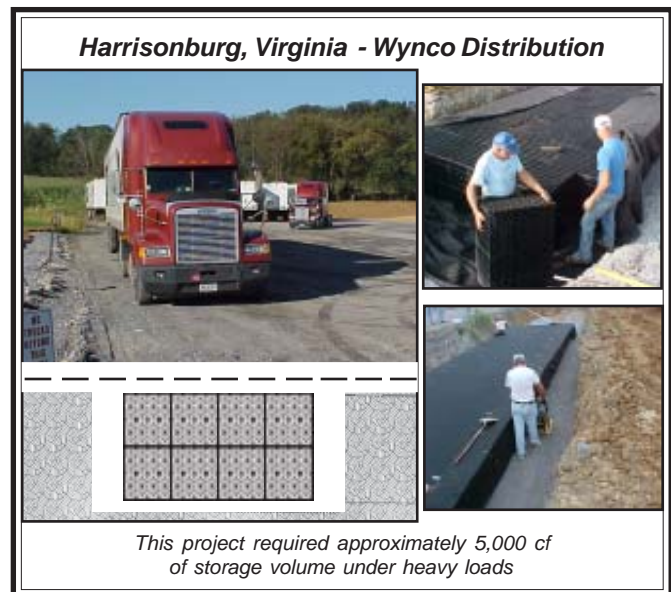 Harrisonburg, Virginia - Wynco Distribution
This project required approximately 5,000 cf
of storage volume under heavy loads